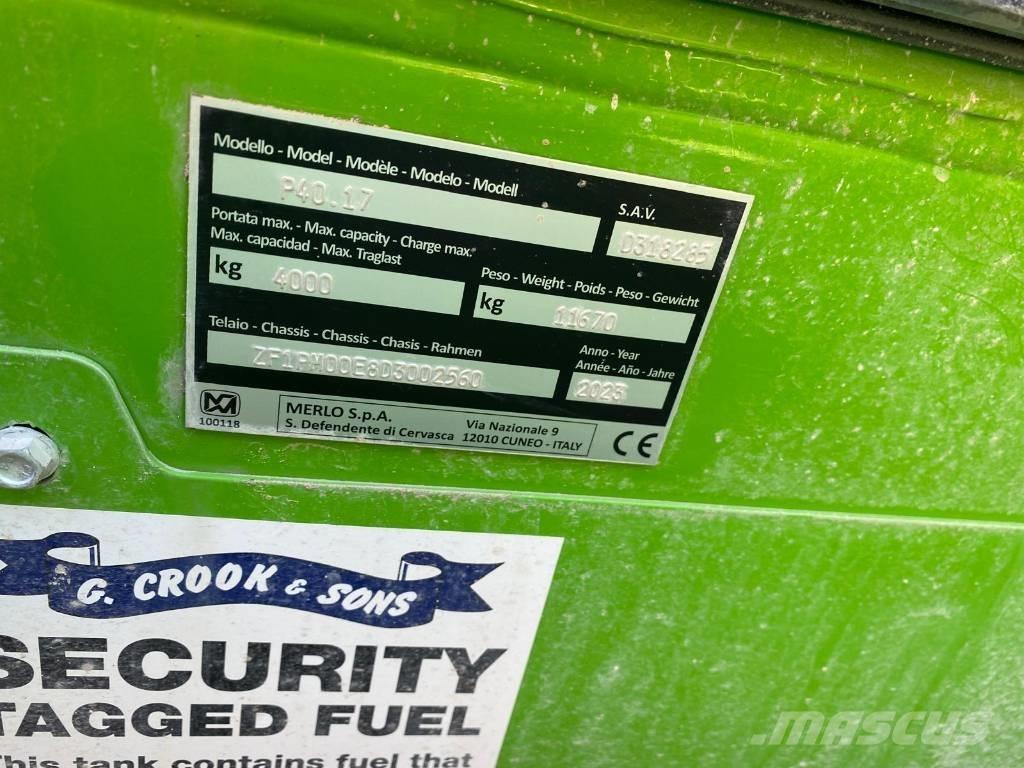 Modello - Model - Modèle - Modelo - Modell
P40.17
S.A.V.
D318285
Portata max. - Max. capacity - Charge max.
Max. capacidad - Max. Traglast
kg 4000
Peso - Weight - Poids - Peso - Gewicht
kg 11670
Telaio - Chassis - Chassis - Chasis - Rahmen
ZF1PM00E8D3002560
Anno - Year
Année - Año - Jahre
2023
100118
MERLO S.p.A.
S. Defendente di Cervasca
Via Nazionale 9
12010 CUNEO - ITALY
CE
G. CROOK & SONS
SECURITY
TAGGED FUEL
This tank contains fuel that
MASCUS